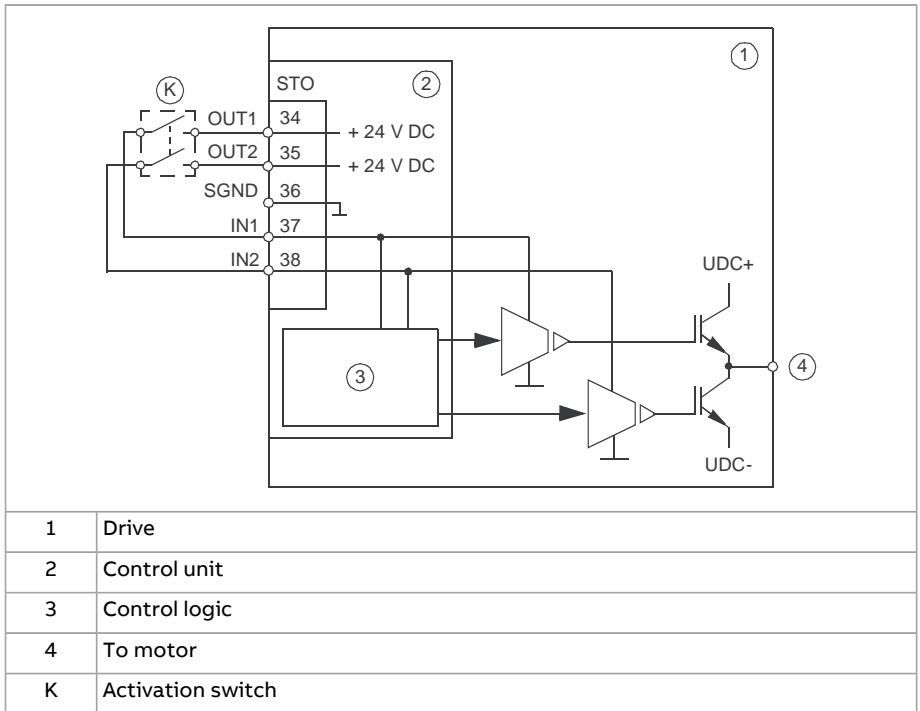 1
STO
2
K
OUT1
34
+ 24 V DC
OUT2
35
+ 24 V DC
SGND
36
IN1
37
IN2
38
UDC+
3
4
UDC-
1 Drive
2 Control unit
3 Control logic
4 To motor
K Activation switch